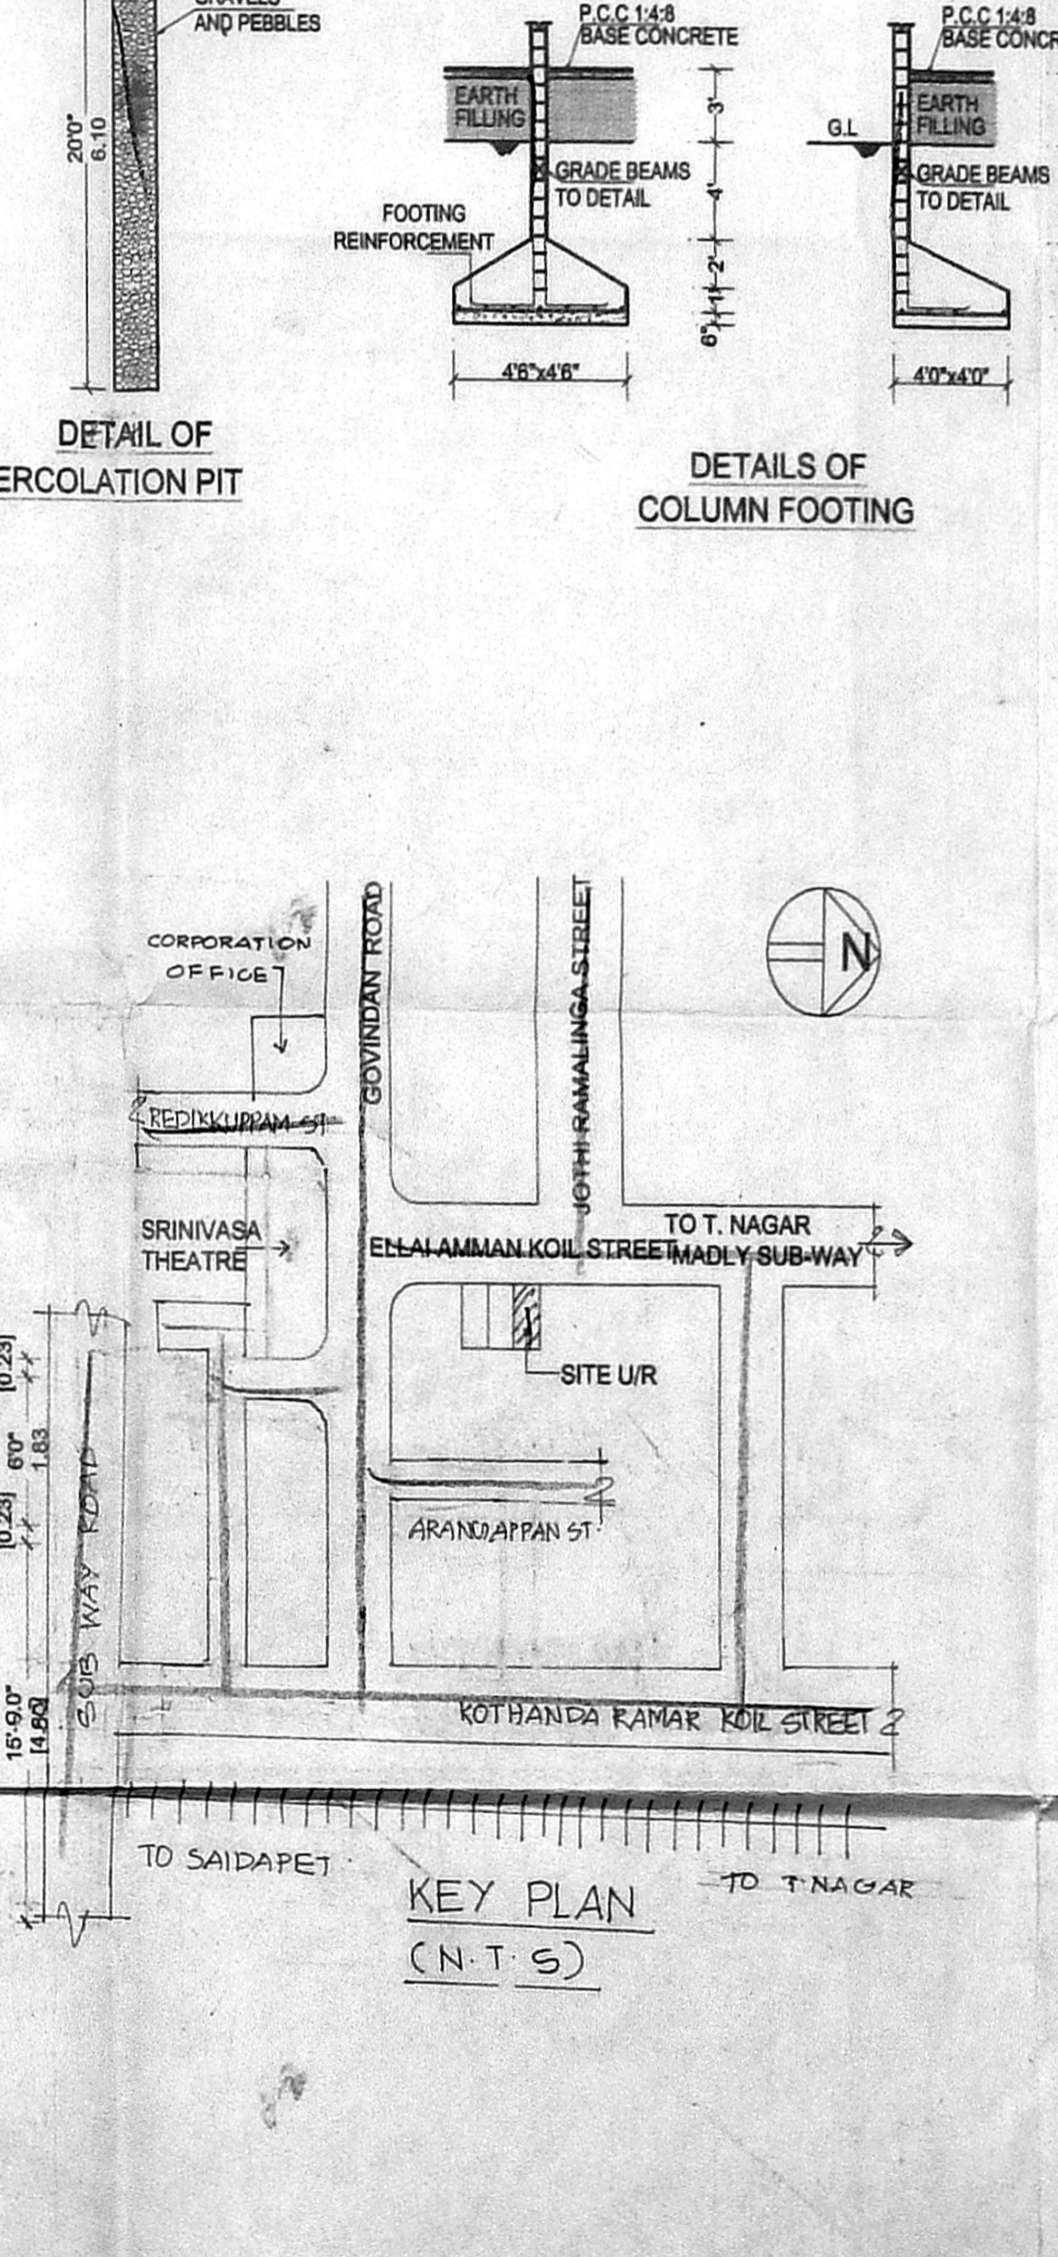 AND PEBBLES
20'0"
6.10
DETAIL OF
ERCOLATION PIT
P.C.C 1:4:8
BASE CONCRETE
EARTH
FILLING
GRADE BEAMS
TO DETAIL
FOOTING
REINFORCEMENT
4'6"x4'6"
3'
4'
2'
1'
6"
P.C.C 1:4:8
BASE CONCR
EARTH
FILLING
G.L
GRADE BEAMS
TO DETAIL
4'0"x4'0"
DETAILS OF
COLUMN FOOTING
CORPORATION
OFFICE
GOVINDAN ROAD
JOTHI RAMALINGA STREET
N
REDIKKUPPAM ST
SRINIVASA
THEATRE
ELLAI AMMAN KOIL STREET
TO T. NAGAR
MADLY SUB-WAY
SITE U/R
ARANGAPPAN ST.
SUB WAY ROAD
[0.23]
6'0"
1.83
[0.23]
15'-9.0"
[4.80]
KOTHANDA RAMAR KOIL STREET
TO SAIDAPET
TO T-NAGAR
KEY PLAN
(N.T.S)